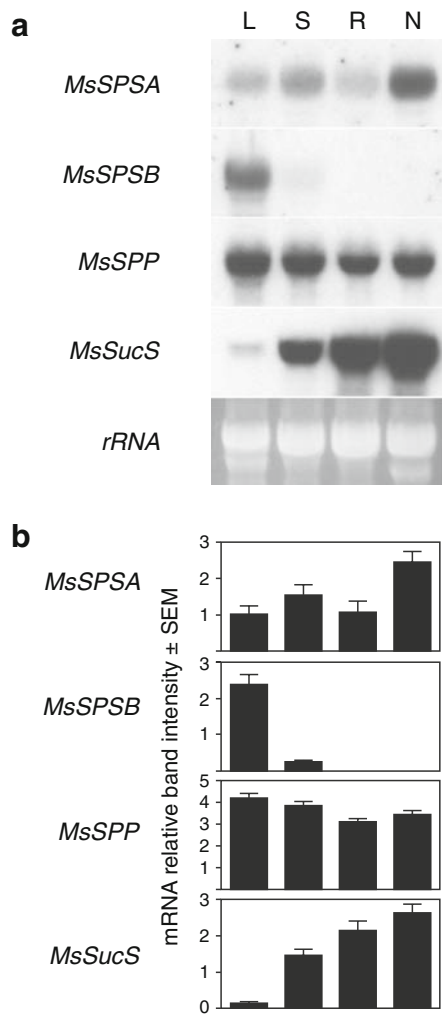 a
L S R N
MsSPSA
MsSPSB
MsSPP
MsSucS
rRNA
b
mRNA relative band intensity ± SEM
MsSPSA
3
2
1
MsSPSB
3
2
1
MsSPP
5
4
3
2
1
MsSucS
3
2
1
0